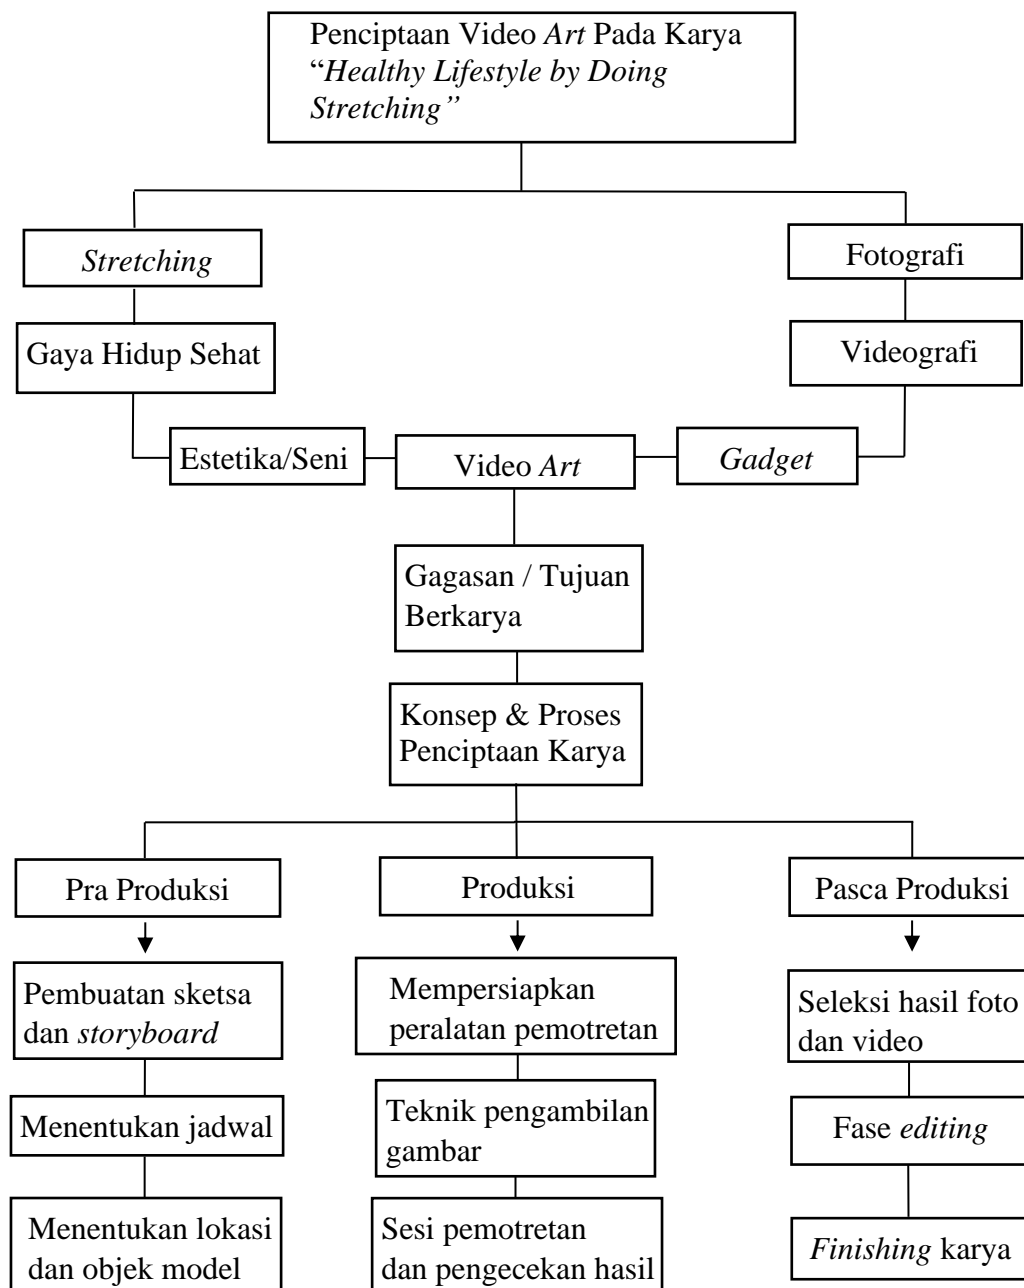 Penciptaan Video Art Pada Karya
“Healthy Lifestyle by Doing
Stretching”
Stretching
Fotografi
Gaya Hidup Sehat
Videografi
Estetika/Seni
Video Art
Gadget
Gagasan / Tujuan
Berkarya
Konsep & Proses
Penciptaan Karya
Pra Produksi
Produksi
Pasca Produksi
Pembuatan sketsa
dan storyboard
Mempersiapkan
peralatan pemotretan
Seleksi hasil foto
dan video
Menentukan jadwal
Teknik pengambilan
gambar
Fase editing
Menentukan lokasi
dan objek model
Sesi pemotretan
dan pengecekan hasil
Finishing karya